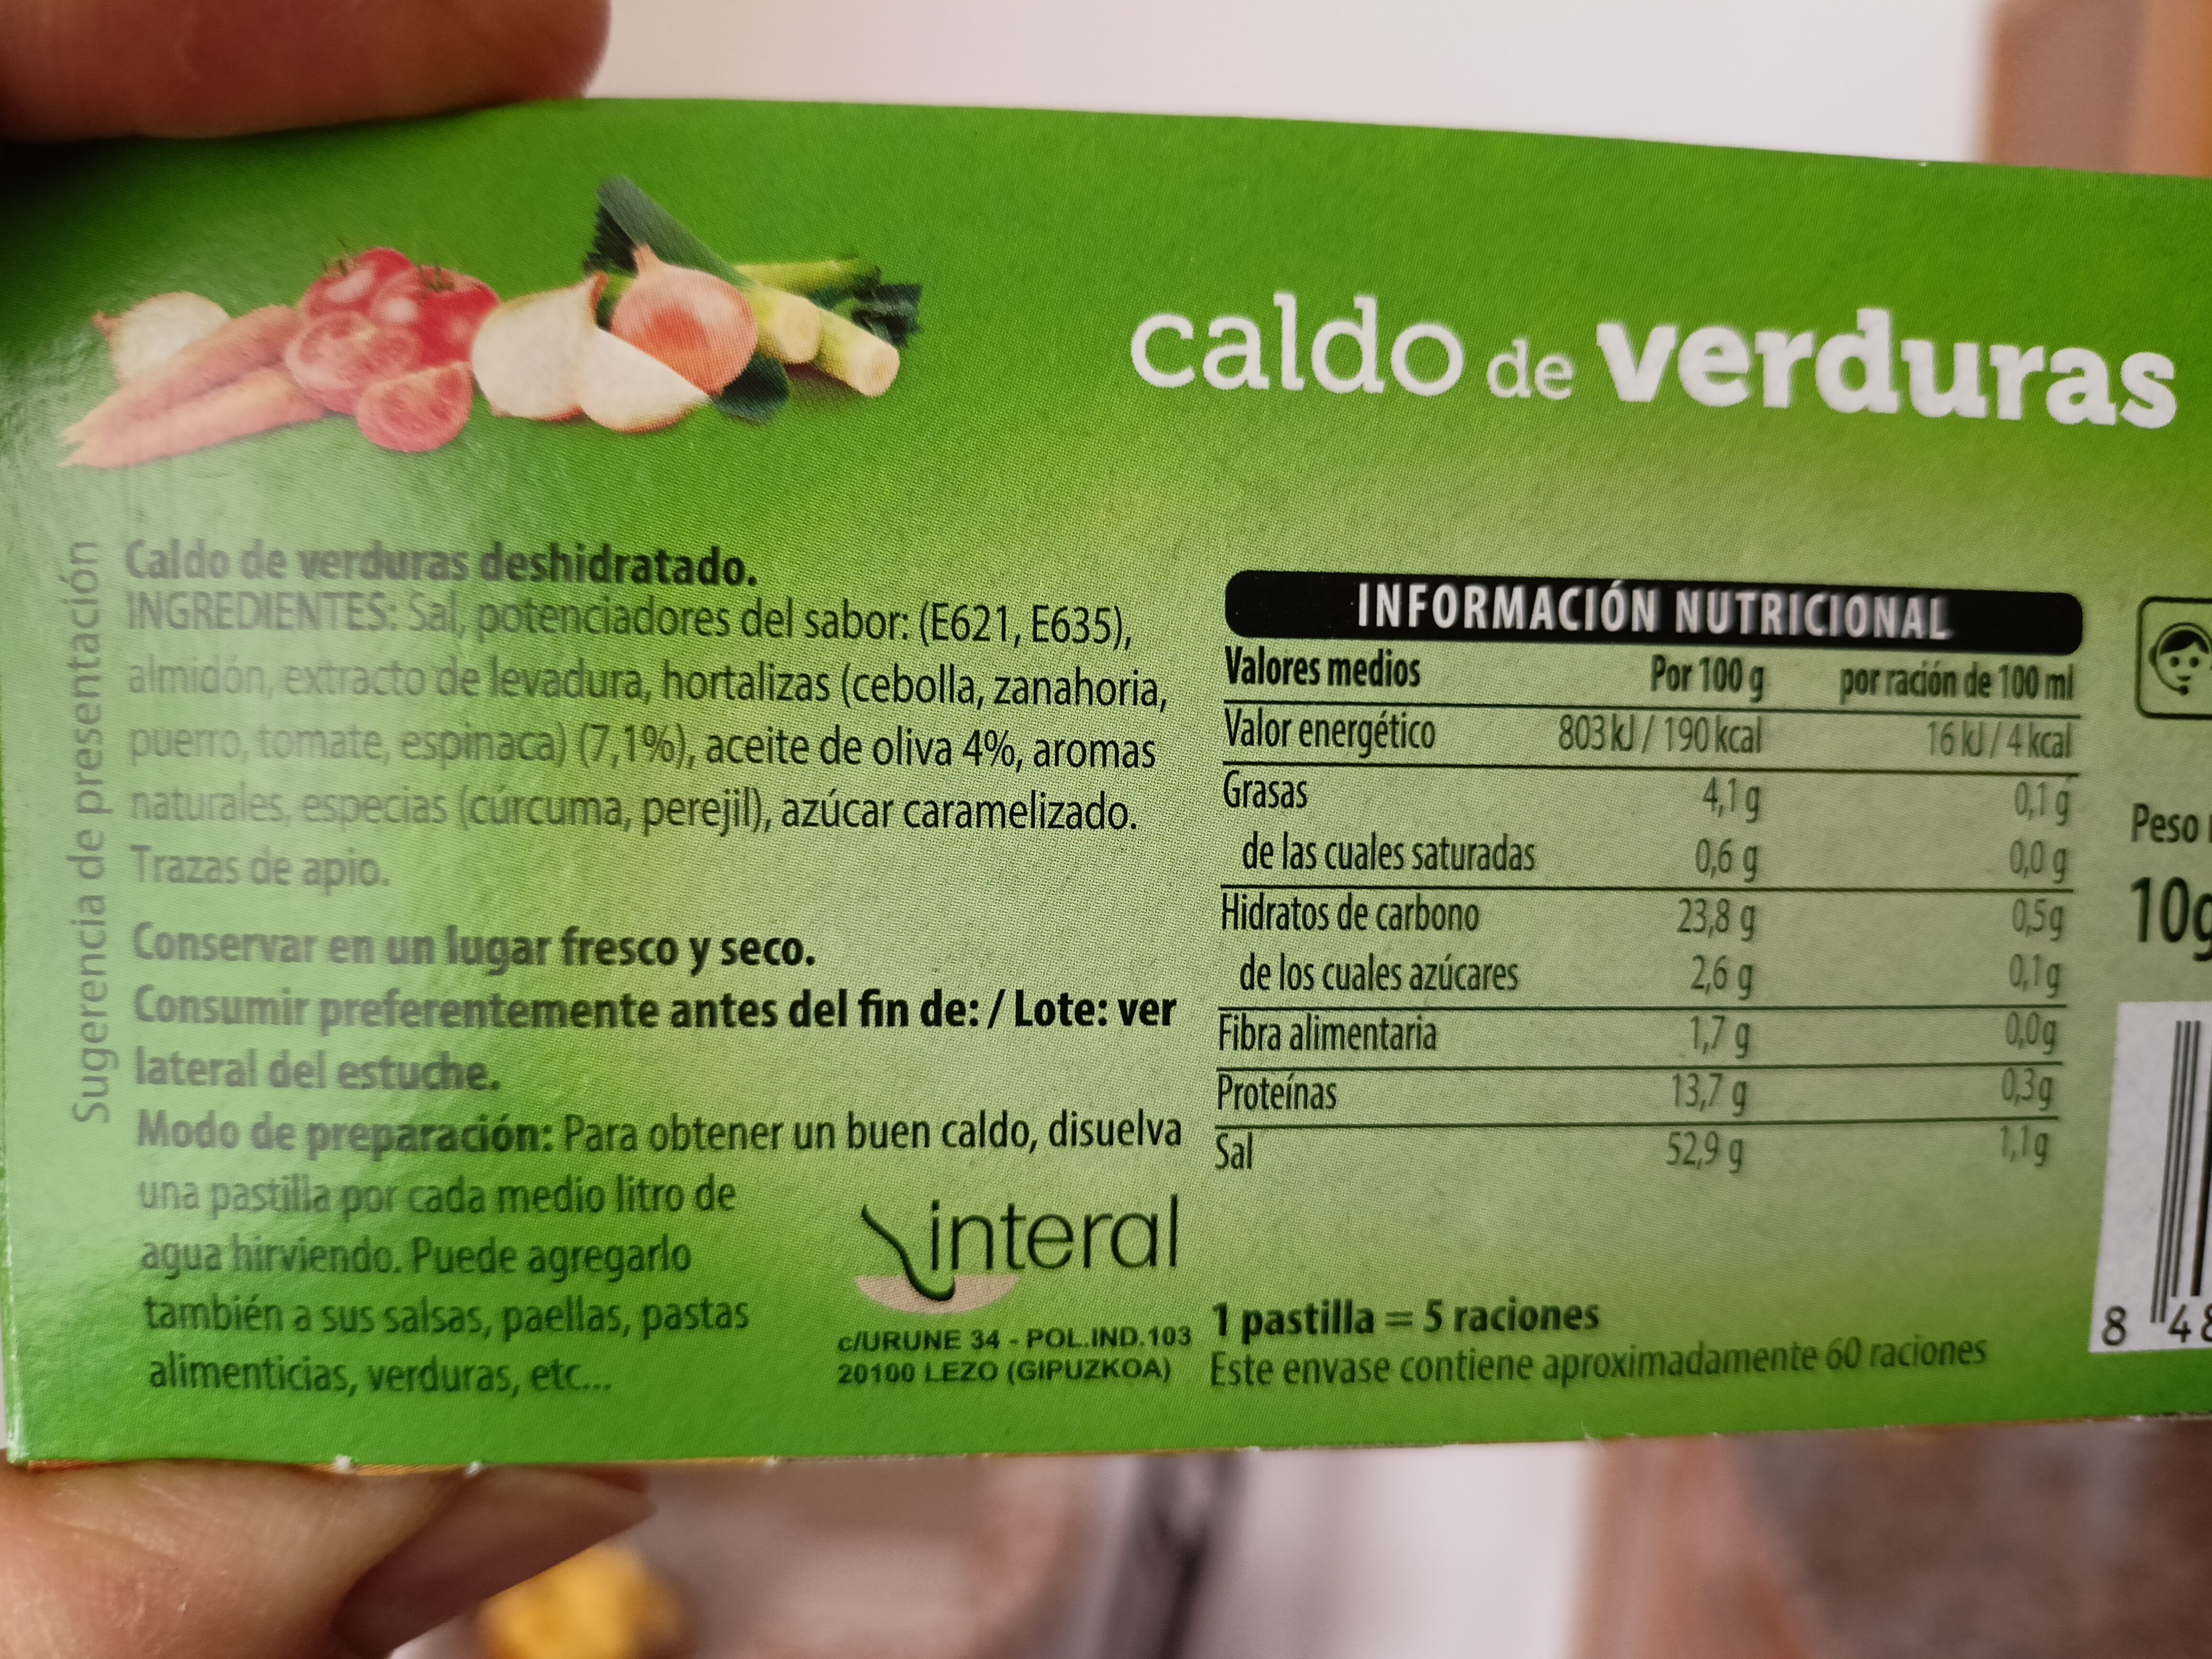 caldo de verduras
Sugerencia de presentación
Caldo de verduras deshidratado.
INGREDIENTES: Sal, potenciadores del sabor: (E621, E635),
almidón, extracto de levadura, hortalizas (cebolla, zanahoria,
puerro, tomate, espinaca) (7,1%), aceite de oliva 4%, aromas
naturales, especias (cúrcuma, perejil), azúcar caramelizado.
Trazas de apio.
Conservar en un lugar fresco y seco.
Consumir preferentemente antes del fin de: / Lote: ver
lateral del estuche.
Modo de preparación: Para obtener un buen caldo, disuelva
una pastilla por cada medio litro de
agua hirviendo. Puede agregarlo
también a sus salsas, paellas, pastas
alimenticias, verduras, etc...
interal
c/URUNE 34 - POL.IND.103
20100 LEZO (GIPUZKOA)
INFORMACIÓN NUTRICIONAL
Valores medios Por 100 g por ración de 100 ml
Valor energético 803 kJ / 190 kcal 16 kJ / 4 kcal
Grasas 4,1 g 0,1 g
de las cuales saturadas 0,6 g 0,0 g
Hidratos de carbono 23,8 g 0,5g
de los cuales azúcares 2,6 g 0,1g
Fibra alimentaria 1,7 g 0,0g
Proteínas 13,7 g 0,3g
Sal 52,9 g 1,1g
1 pastilla = 5 raciones
Este envase contiene aproximadamente 60 raciones
Peso
10g
8 48